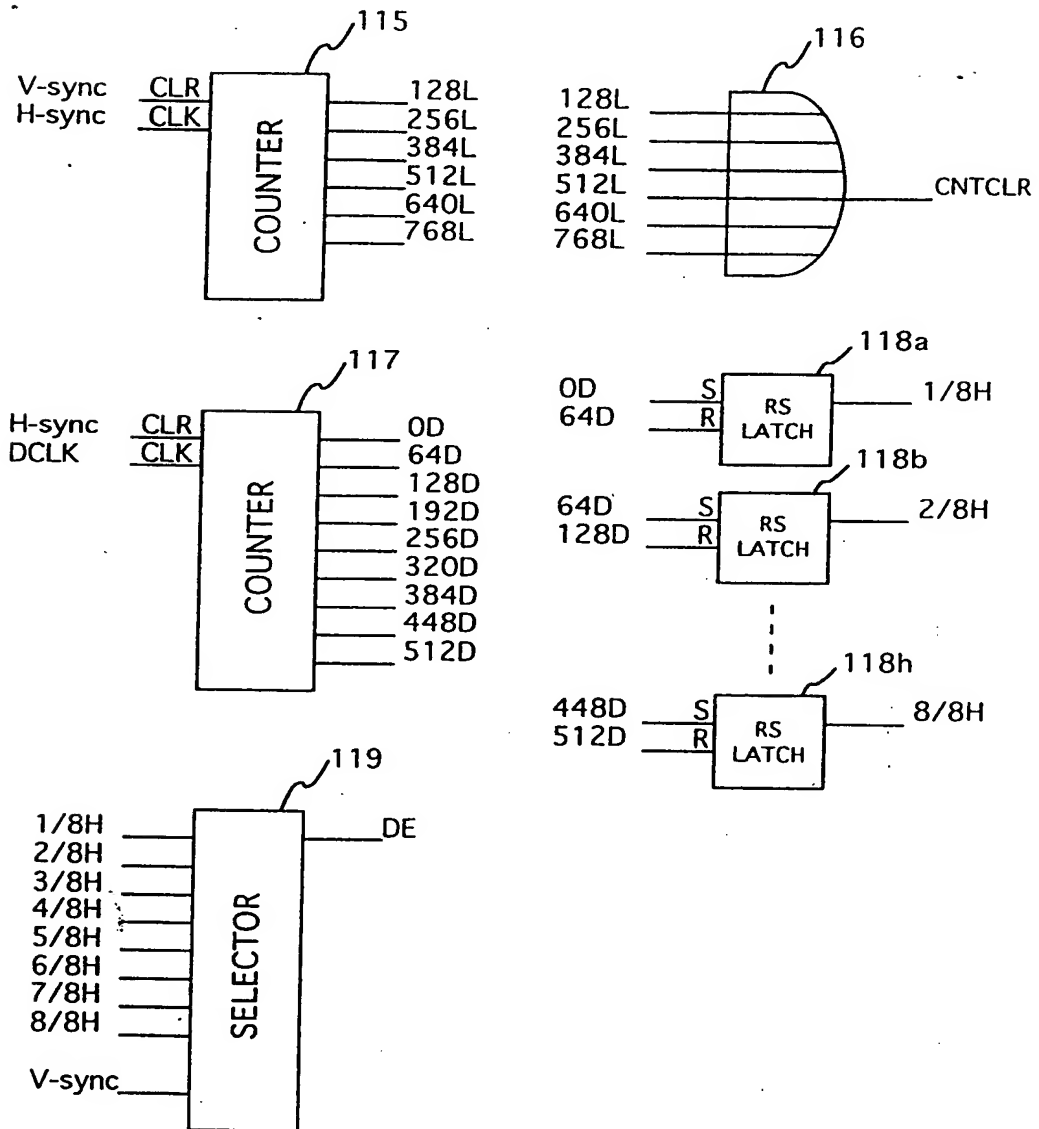 115
V-sync CLR
H-sync CLK
COUNTER
128L
256L
384L
512L
640L
768L
116
128L
256L
384L
512L
640L
768L
CNTCLR
117
H-sync CLR
DCLK CLK
COUNTER
0D
64D
128D
192D
256D
320D
384D
448D
512D
118a
0D S
64D R
RS
LATCH
1/8H
118b
64D S
128D R
RS
LATCH
2/8H
118h
448D S
512D R
RS
LATCH
8/8H
119
1/8H
2/8H
3/8H
4/8H
5/8H
6/8H
7/8H
8/8H
V-sync
SELECTOR
DE